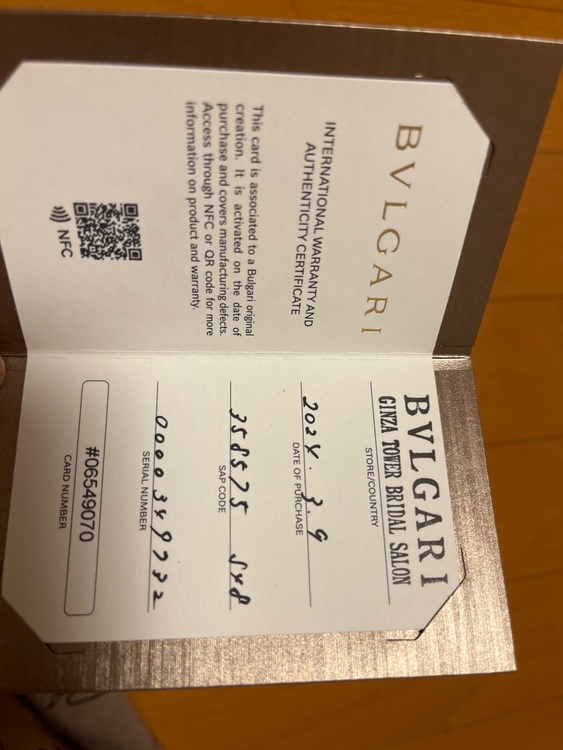 BVLGARI
INTERNATIONAL WARRANTY AND
AUTHENTICITY CERTIFICATE
This card is associated to a Bulgari original
creation. It is activated on the date of
purchase and covers manufacturing defects.
Access through NFC or QR code for more
information on product and warranty.
NFC
BVLGARI
GINZA TOWER BRIDAL SALON
STORE/COUNTRY
2024. 3. 9
DATE OF PURCHASE
358575 S48
SAP CODE
0000349732
SERIAL NUMBER
#06549070
CARD NUMBER